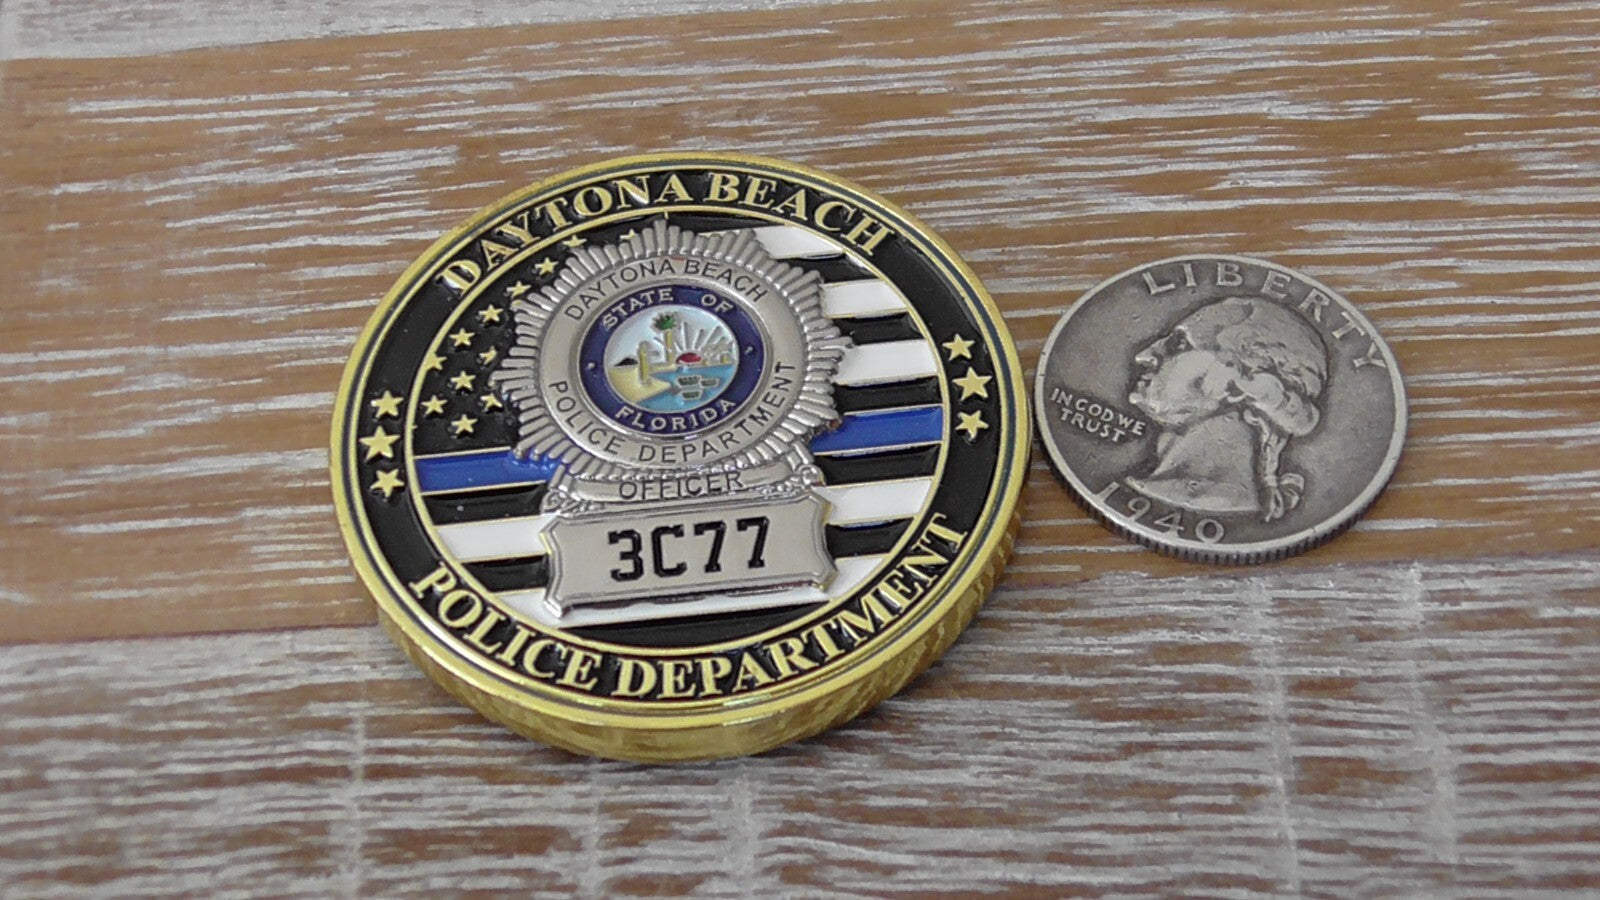 DAYTONA BEACH
DAYTONA BEACH
STATE OF
FLORIDA
POLICE DEPARTMENT
OFFICER
3C77
POLICE DEPARTMENT
LIBERTY
IN GOD WE
TRUST
1940